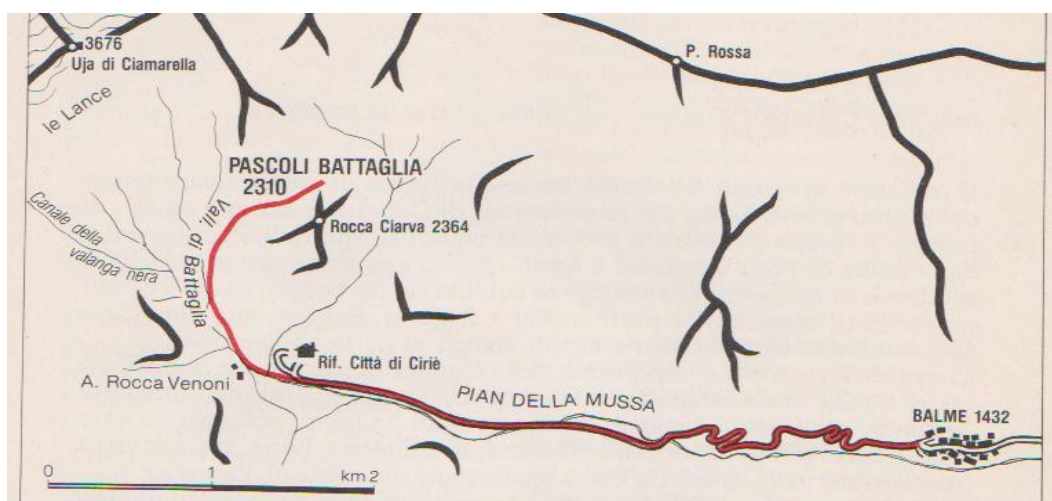 3676
Uja di Ciamarella
P. Rossa
le Lance
PASCOLI BATTAGLIA
2310
Canale della
valanga nera
Vall. di Battaglia
Rocca Ciarva 2364
Rif. Città di Ciriè
A. Rocca Venoni
PIAN DELLA MUSSA
BALME 1432
0
1
km 2